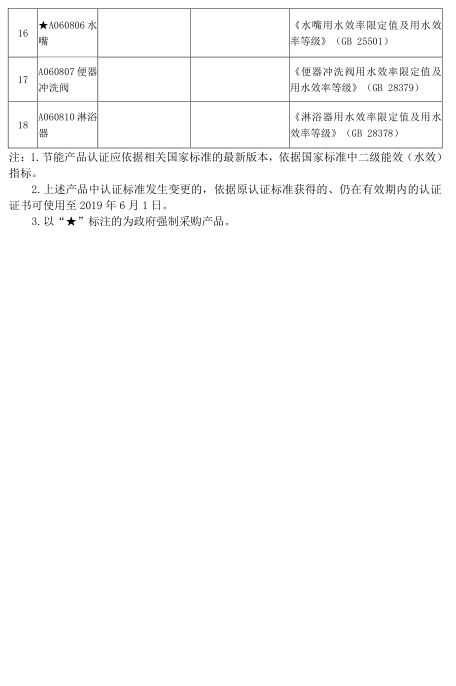 16
★A060806 水
嘴
《水嘴用水效率限定值及用水效
率等级》（GB 25501）
17
A060807 便器
冲洗阀
《便器冲洗阀用水效率限定值及
用水效率等级》（GB 28379）
18
A060810 淋浴
器
《淋浴器用水效率限定值及用水
效率等级》（GB 28378）
注：1. 节能产品认证应依据相关国家标准的最新版本，依据国家标准中二级能效（水效）
指标。
2. 上述产品中认证标准发生变更的，依据原认证标准获得的、仍在有效期内的认证
证书可使用至 2019 年 6 月 1 日。
3. 以“★”标注的为政府强制采购产品。